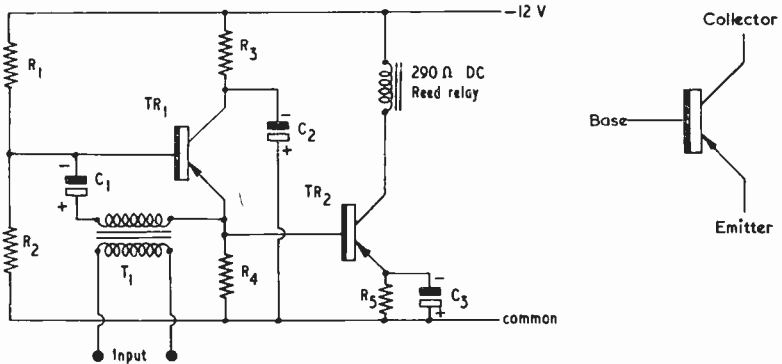 −12 V
R1
R3
290 Ω DC
Reed relay
TR1
−
C2
+
−
C1
+
R2
T1
R4
TR2
R5
−
C3
+
common
Input
Collector
Base
Emitter